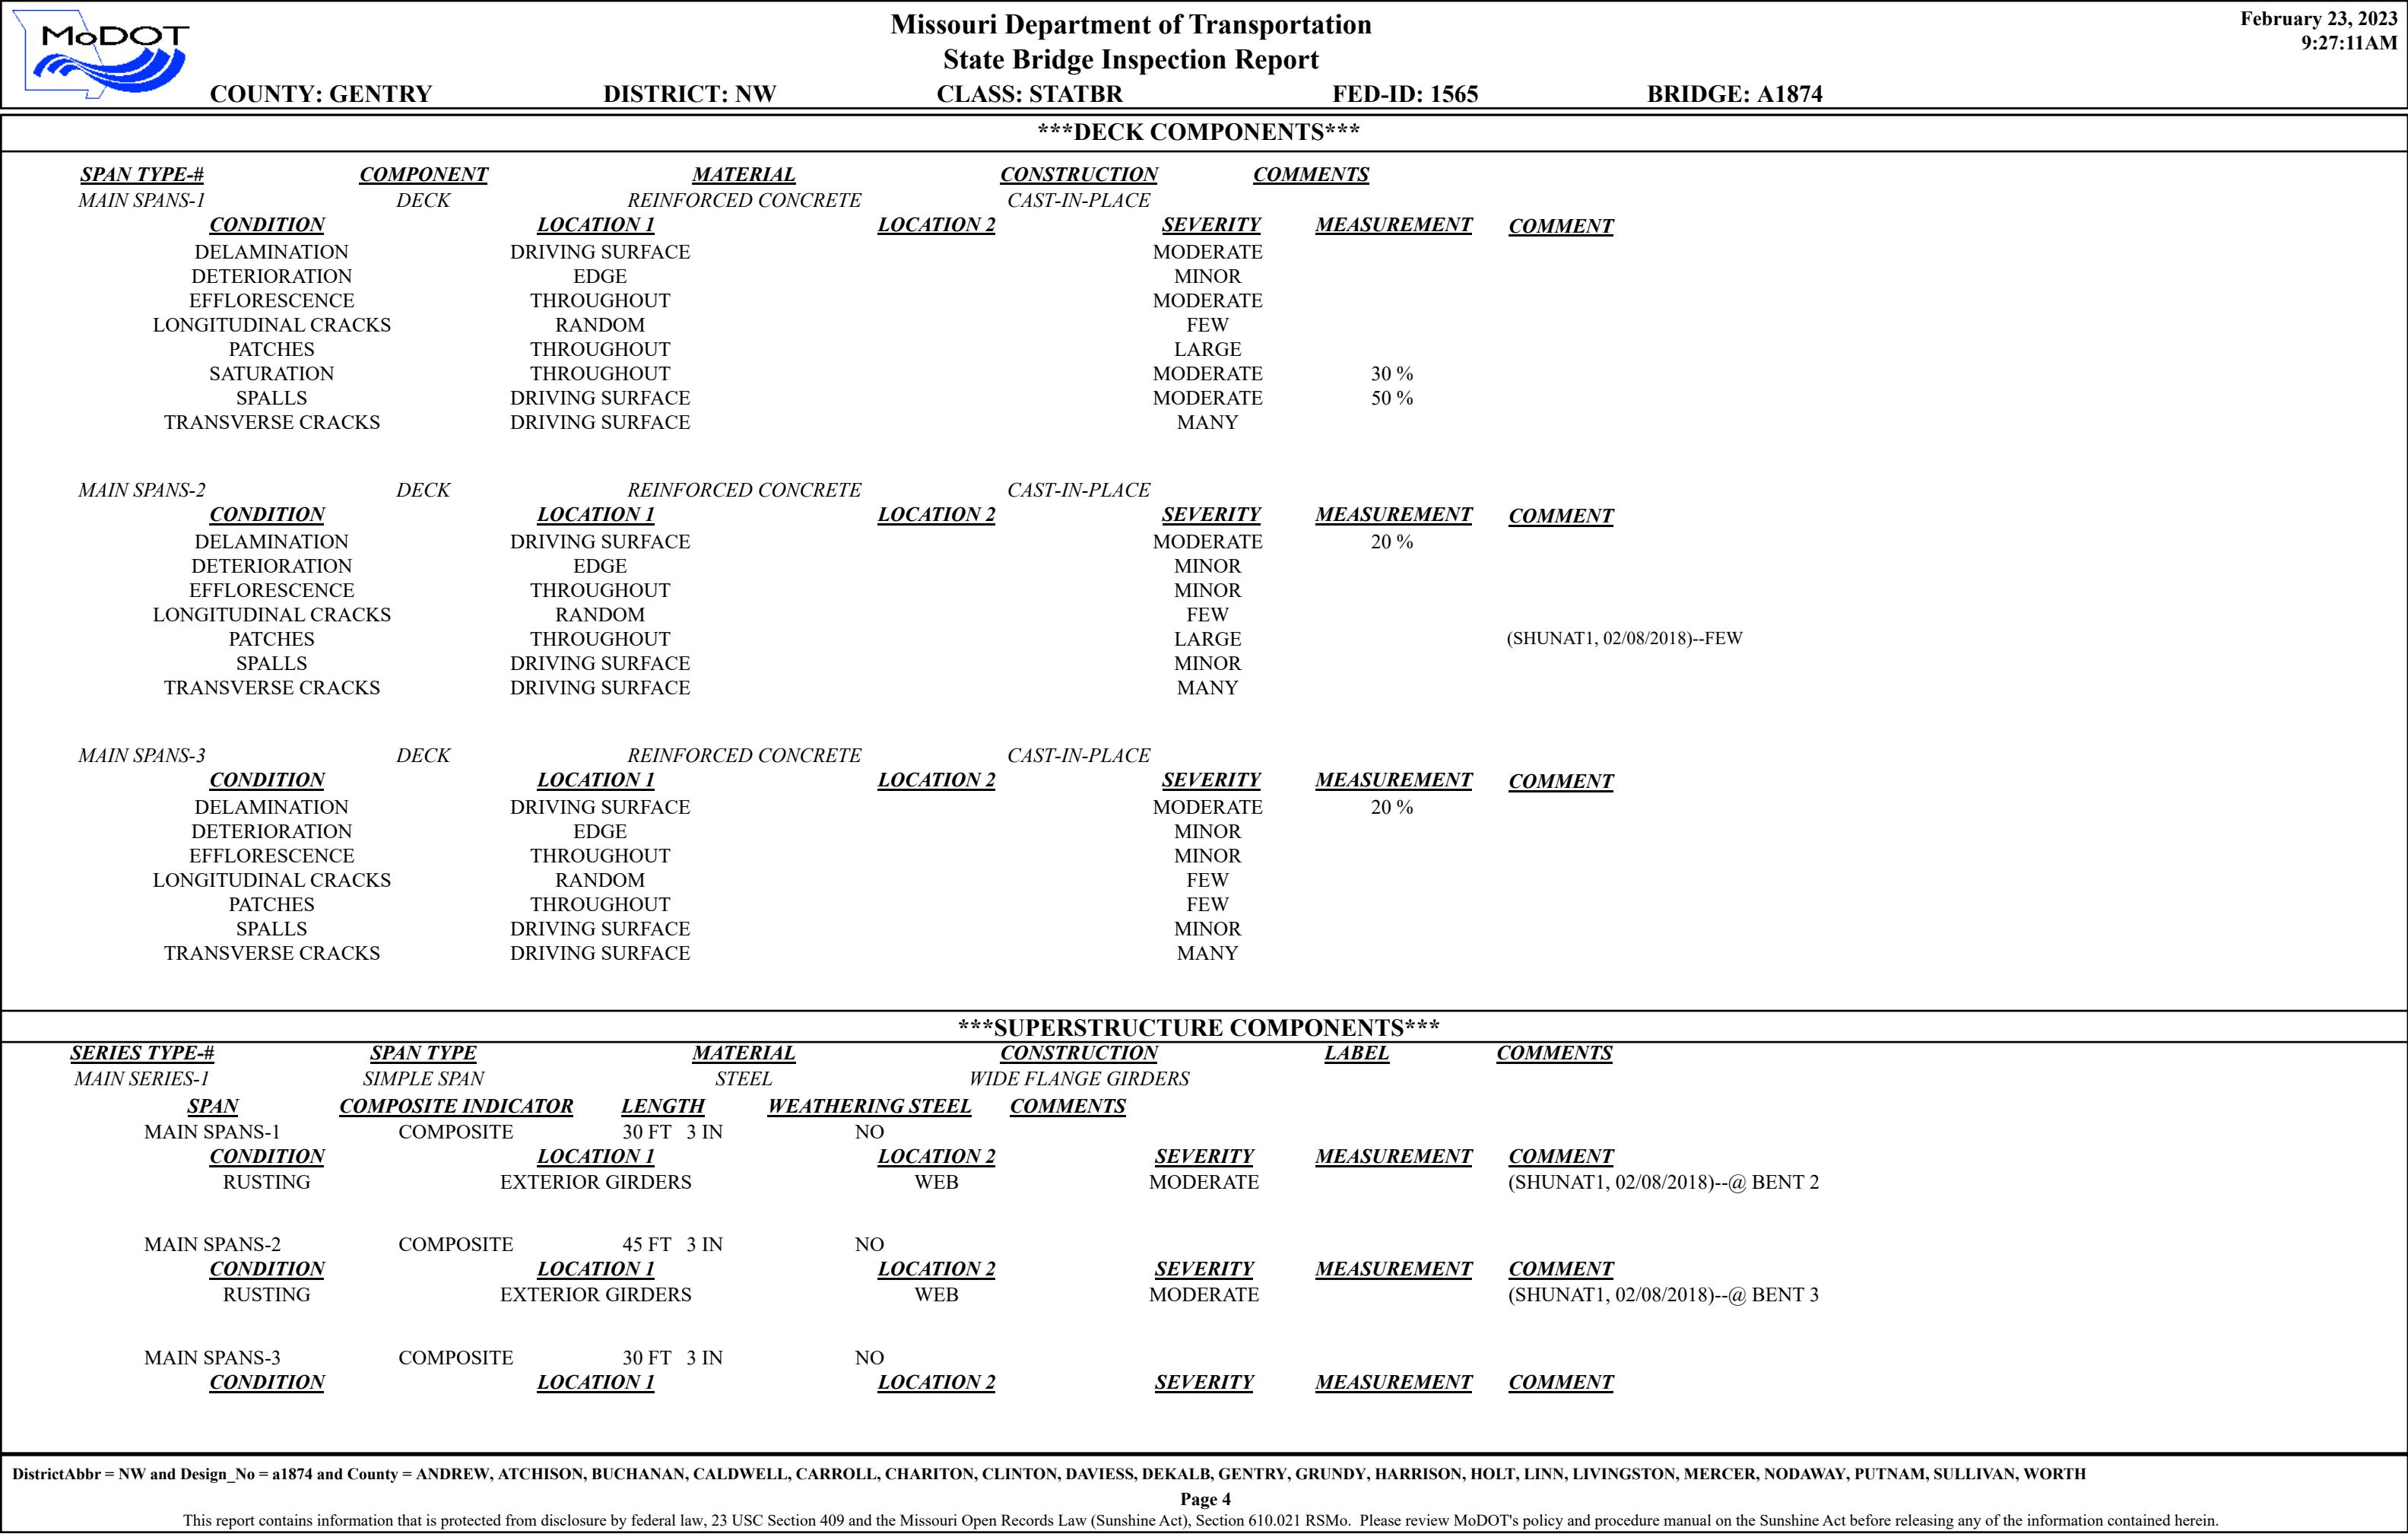 MoDOT
Missouri Department of Transportation
State Bridge Inspection Report
February 23, 2023
9:27:11AM
COUNTY: GENTRY DISTRICT: NW CLASS: STATBR FED-ID: 1565 BRIDGE: A1874
***DECK COMPONENTS***
SPAN TYPE-# COMPONENT MATERIAL CONSTRUCTION COMMENTS
MAIN SPANS-1 DECK REINFORCED CONCRETE CAST-IN-PLACE
CONDITION LOCATION 1 LOCATION 2 SEVERITY MEASUREMENT COMMENT
DELAMINATION DRIVING SURFACE MODERATE
DETERIORATION EDGE MINOR
EFFLORESCENCE THROUGHOUT MODERATE
LONGITUDINAL CRACKS RANDOM FEW
PATCHES THROUGHOUT LARGE
SATURATION THROUGHOUT MODERATE 30 %
SPALLS DRIVING SURFACE MODERATE 50 %
TRANSVERSE CRACKS DRIVING SURFACE MANY
MAIN SPANS-2 DECK REINFORCED CONCRETE CAST-IN-PLACE
CONDITION LOCATION 1 LOCATION 2 SEVERITY MEASUREMENT COMMENT
DELAMINATION DRIVING SURFACE MODERATE 20 %
DETERIORATION EDGE MINOR
EFFLORESCENCE THROUGHOUT MINOR
LONGITUDINAL CRACKS RANDOM FEW
PATCHES THROUGHOUT LARGE (SHUNAT1, 02/08/2018)--FEW
SPALLS DRIVING SURFACE MINOR
TRANSVERSE CRACKS DRIVING SURFACE MANY
MAIN SPANS-3 DECK REINFORCED CONCRETE CAST-IN-PLACE
CONDITION LOCATION 1 LOCATION 2 SEVERITY MEASUREMENT COMMENT
DELAMINATION DRIVING SURFACE MODERATE 20 %
DETERIORATION EDGE MINOR
EFFLORESCENCE THROUGHOUT MINOR
LONGITUDINAL CRACKS RANDOM FEW
PATCHES THROUGHOUT FEW
SPALLS DRIVING SURFACE MINOR
TRANSVERSE CRACKS DRIVING SURFACE MANY
***SUPERSTRUCTURE COMPONENTS***
SERIES TYPE-# SPAN TYPE MATERIAL CONSTRUCTION LABEL COMMENTS
MAIN SERIES-1 SIMPLE SPAN STEEL WIDE FLANGE GIRDERS
SPAN COMPOSITE INDICATOR LENGTH WEATHERING STEEL COMMENTS
MAIN SPANS-1 COMPOSITE 30 FT 3 IN NO
CONDITION LOCATION 1 LOCATION 2 SEVERITY MEASUREMENT COMMENT
RUSTING EXTERIOR GIRDERS WEB MODERATE (SHUNAT1, 02/08/2018)--@ BENT 2
MAIN SPANS-2 COMPOSITE 45 FT 3 IN NO
CONDITION LOCATION 1 LOCATION 2 SEVERITY MEASUREMENT COMMENT
RUSTING EXTERIOR GIRDERS WEB MODERATE (SHUNAT1, 02/08/2018)--@ BENT 3
MAIN SPANS-3 COMPOSITE 30 FT 3 IN NO
CONDITION LOCATION 1 LOCATION 2 SEVERITY MEASUREMENT COMMENT
DistrictAbbr = NW and Design_No = a1874 and County = ANDREW, ATCHISON, BUCHANAN, CALDWELL, CARROLL, CHARITON, CLINTON, DAVIESS, DEKALB, GENTRY, GRUNDY, HARRISON, HOLT, LINN, LIVINGSTON, MERCER, NODAWAY, PUTNAM, SULLIVAN, WORTH
Page 4
This report contains information that is protected from disclosure by federal law, 23 USC Section 409 and the Missouri Open Records Law (Sunshine Act), Section 610.021 RSMo. Please review MoDOT's policy and procedure manual on the Sunshine Act before releasing any of the information contained herein.